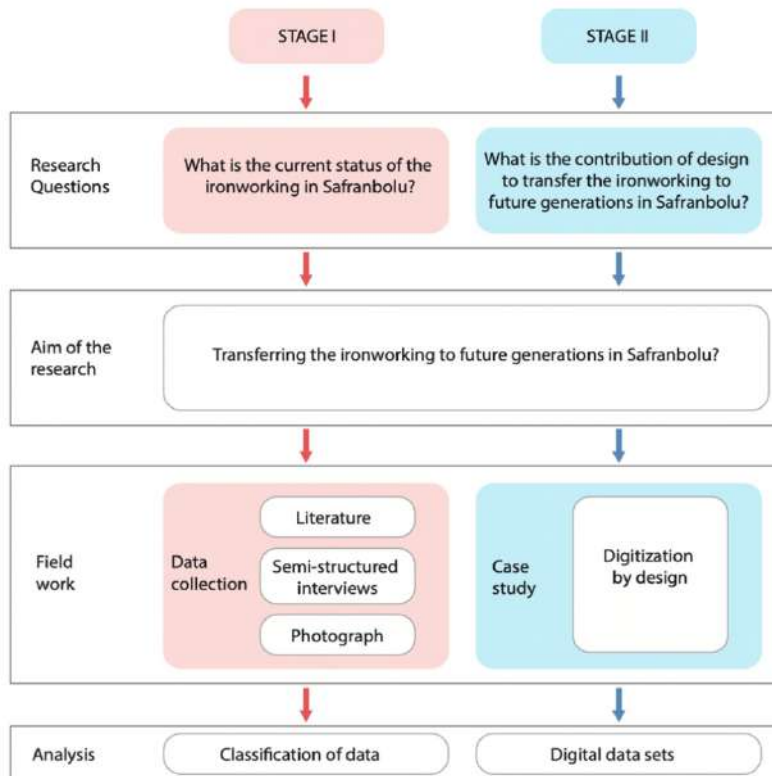 STAGE I
STAGE II
Research
Questions
What is the current status of the
ironworking in Safranbolu?
What is the contribution of design
to transfer the ironworking to
future generations in Safranbolu?
Aim of the
research
Transferring the ironworking to future generations in Safranbolu?
Field
work
Data
collection
Literature
Semi-structured
interviews
Photograph
Case
study
Digitization
by design
Analysis
Classification of data
Digital data sets